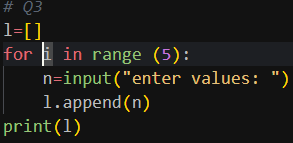 # Q3
l=[]
for i in range (5):
    n=input("enter values: ")
    l.append(n)
print(l)